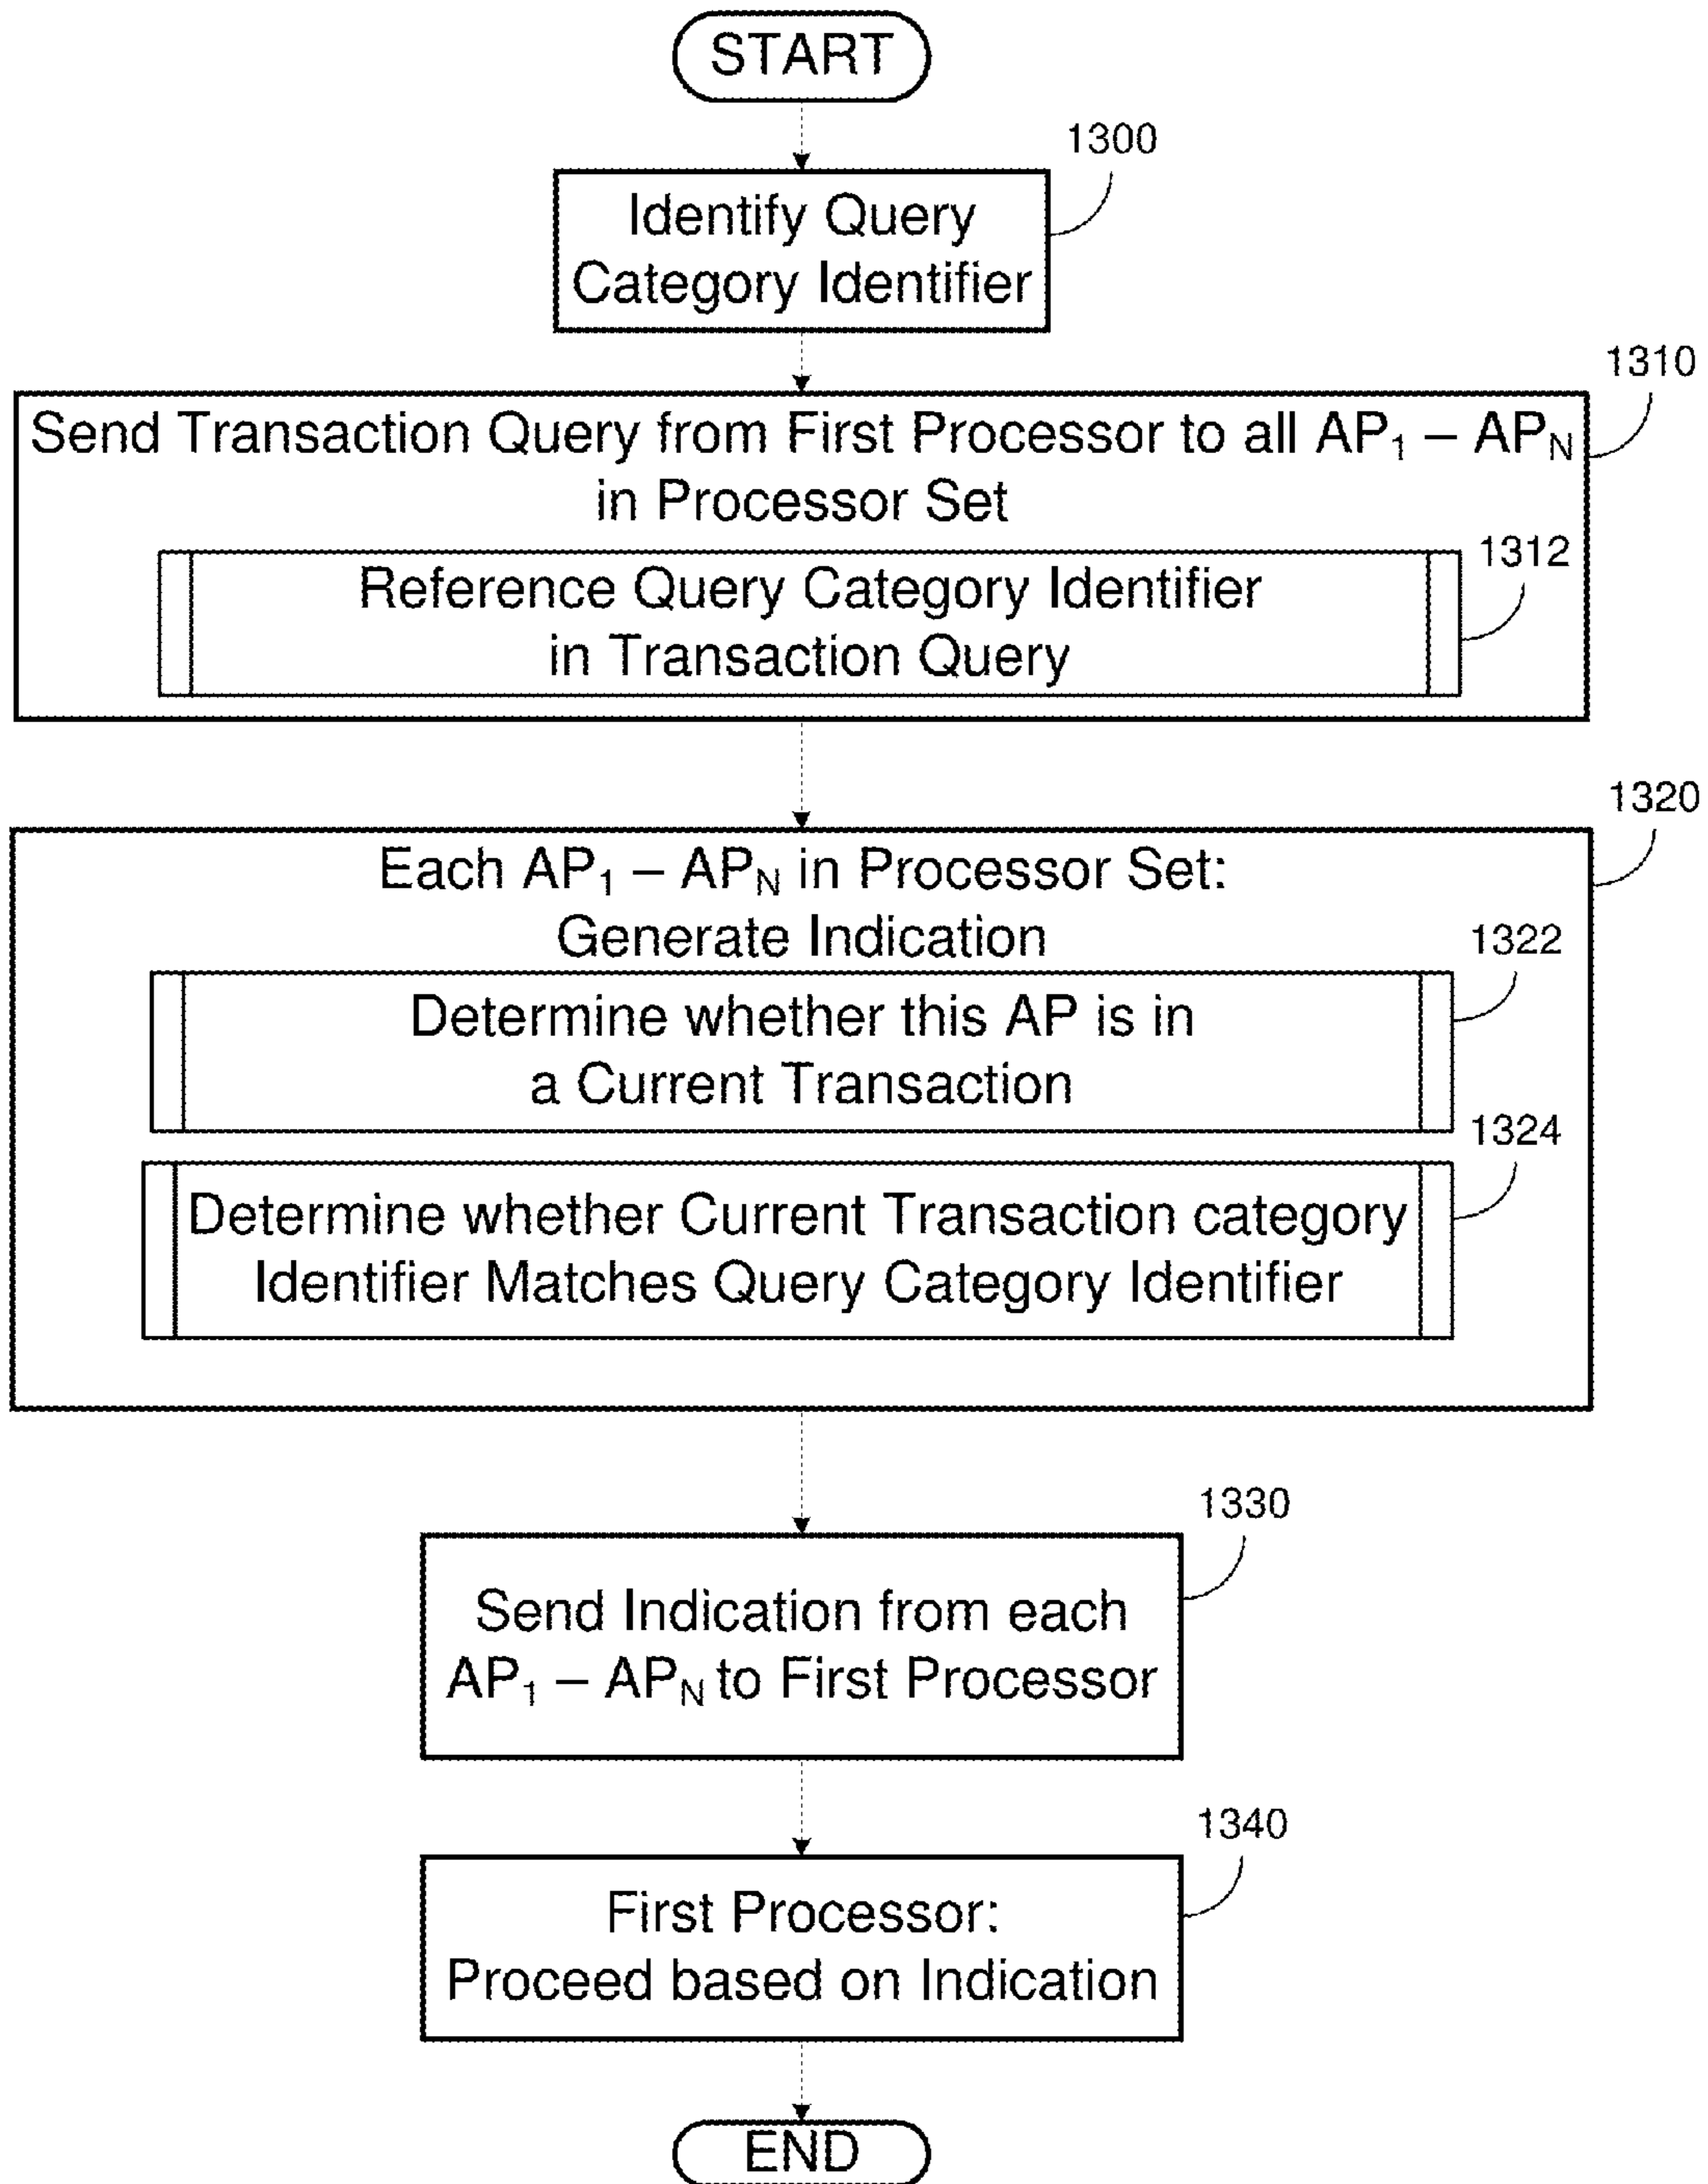 START
1300
Identify Query
Category Identifier
1310
Send Transaction Query from First Processor to all AP₁ – APN
in Processor Set
1312
Reference Query Category Identifier
in Transaction Query
1320
Each AP₁ – APN in Processor Set:
Generate Indication
1322
Determine whether this AP is in
a Current Transaction
1324
Determine whether Current Transaction category
Identifier Matches Query Category Identifier
1330
Send Indication from each
AP₁ – APN to First Processor
1340
First Processor:
Proceed based on Indication
END